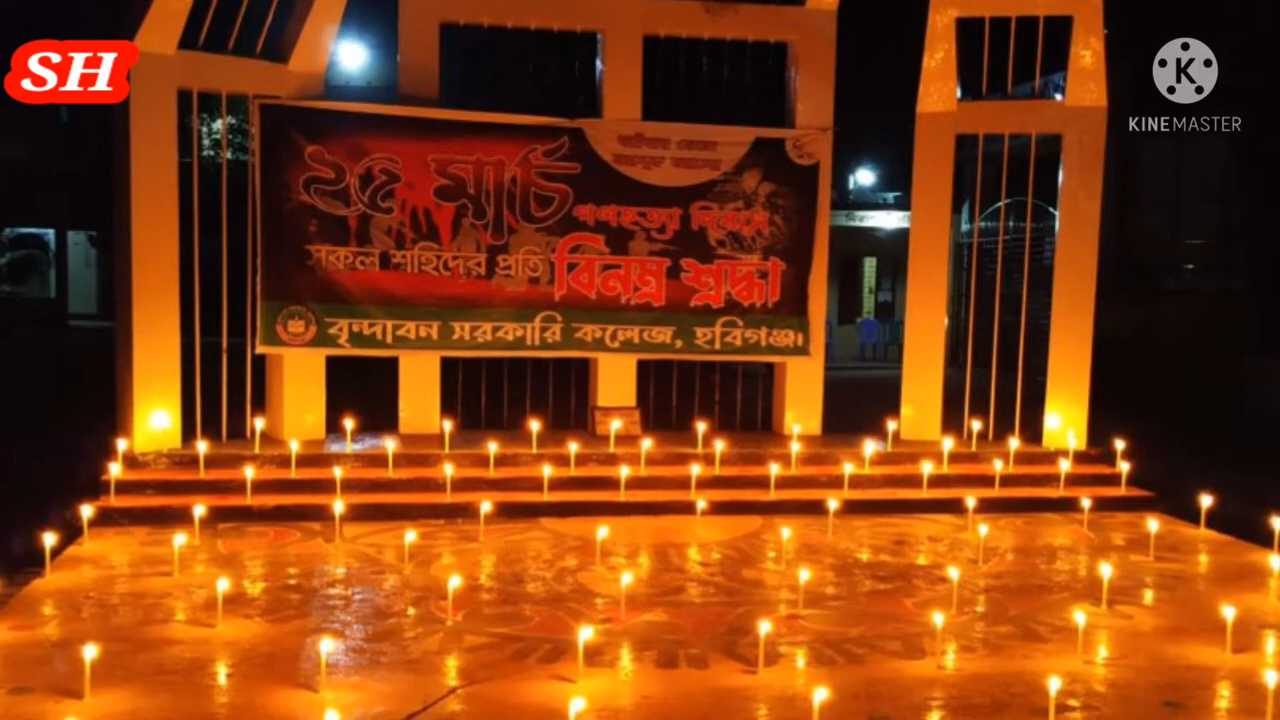 SH
KINEMASTER
২৫ মার্চ
গণহত্যা দিবসে
সকল শহিদের প্রতি
বিনম্র শ্রদ্ধা
বৃন্দাবন সরকারি কলেজ, হবিগঞ্জ।